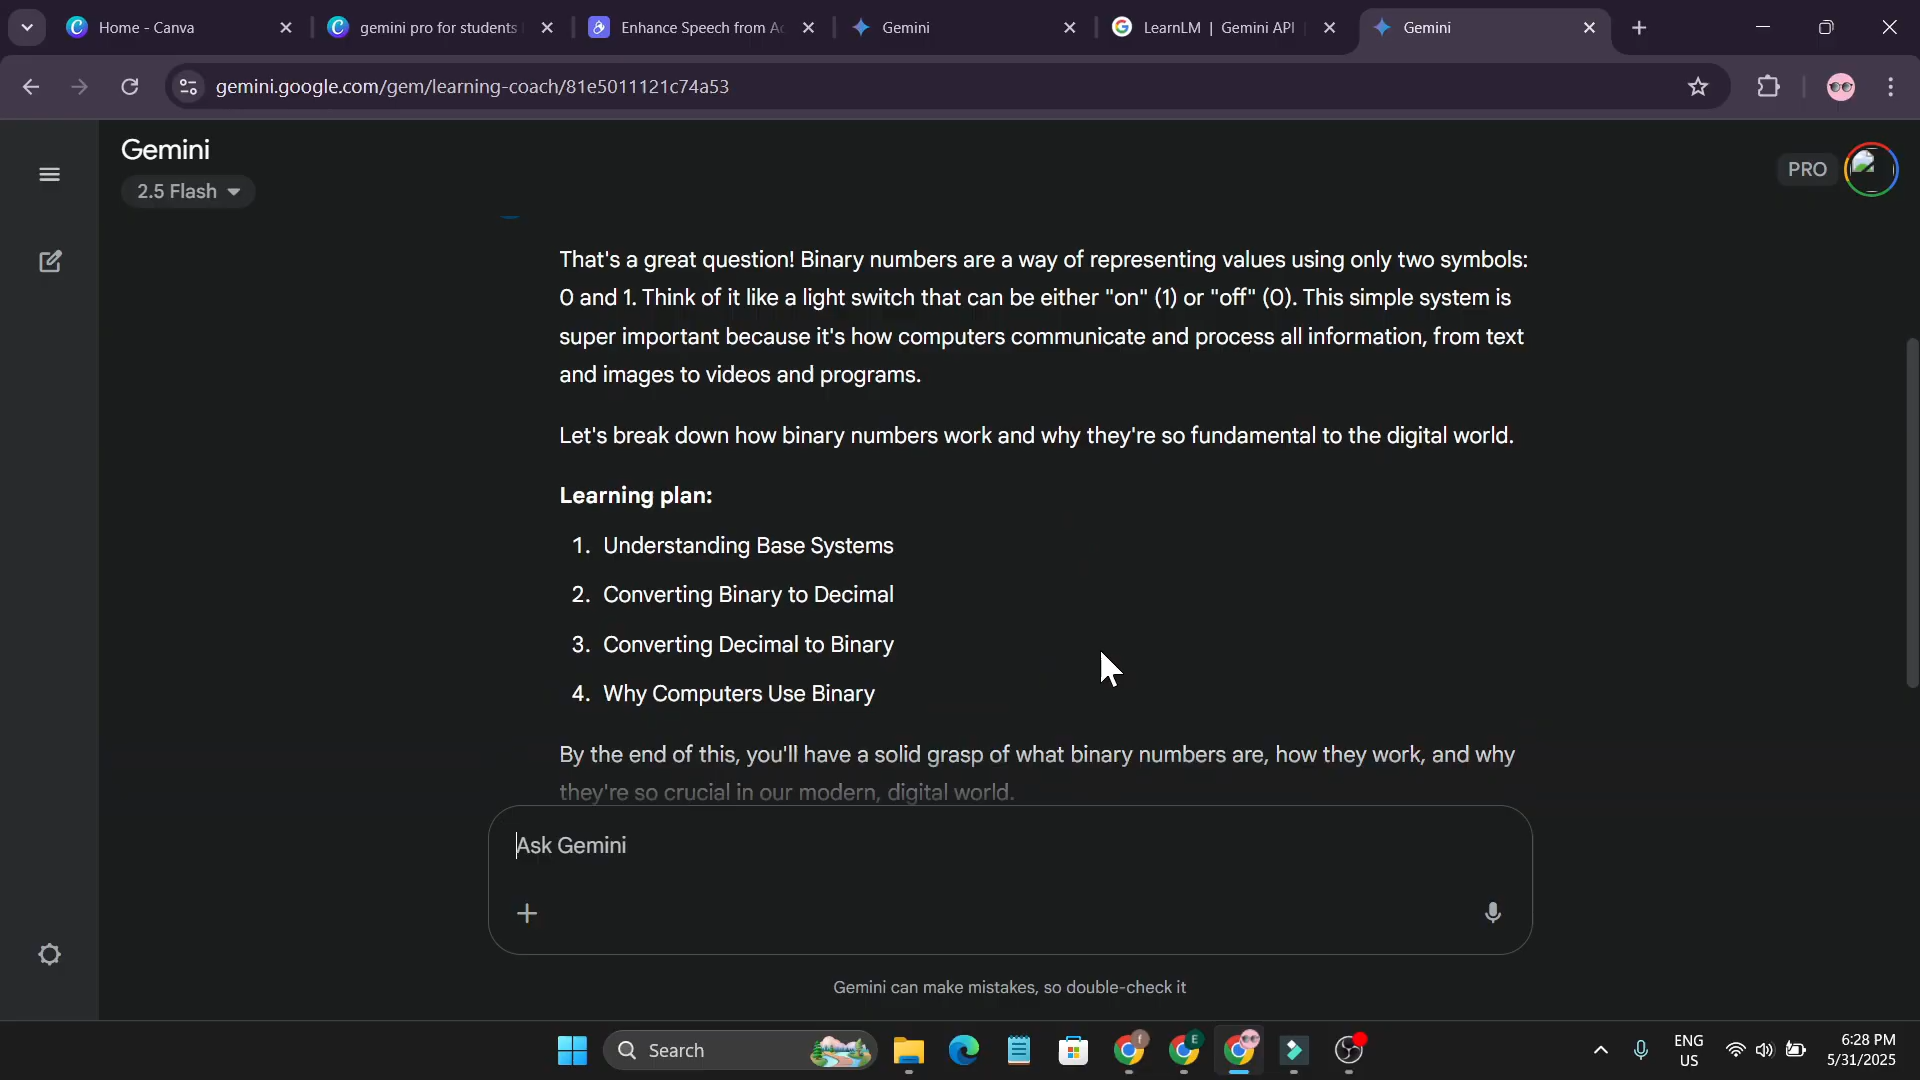 Home - Canva
gemini pro for students
Enhance Speech from Ad
Gemini
LearnLM | Gemini API
Gemini
gemini.google.com/gem/learning-coach/81e5011121c74a53
Gemini
2.5 Flash
PRO
That's a great question! Binary numbers are a way of representing values using only two symbols:
0 and 1. Think of it like a light switch that can be either "on" (1) or "off" (0). This simple system is
super important because it's how computers communicate and process all information, from text
and images to videos and programs.
Let's break down how binary numbers work and why they're so fundamental to the digital world.
Learning plan:
1. Understanding Base Systems
2. Converting Binary to Decimal
3. Converting Decimal to Binary
4. Why Computers Use Binary
By the end of this, you'll have a solid grasp of what binary numbers are, how they work, and why
they're so crucial in our modern, digital world.
Ask Gemini
Gemini can make mistakes, so double-check it
Search
f
E
ENG
US
6:28 PM
5/31/2025